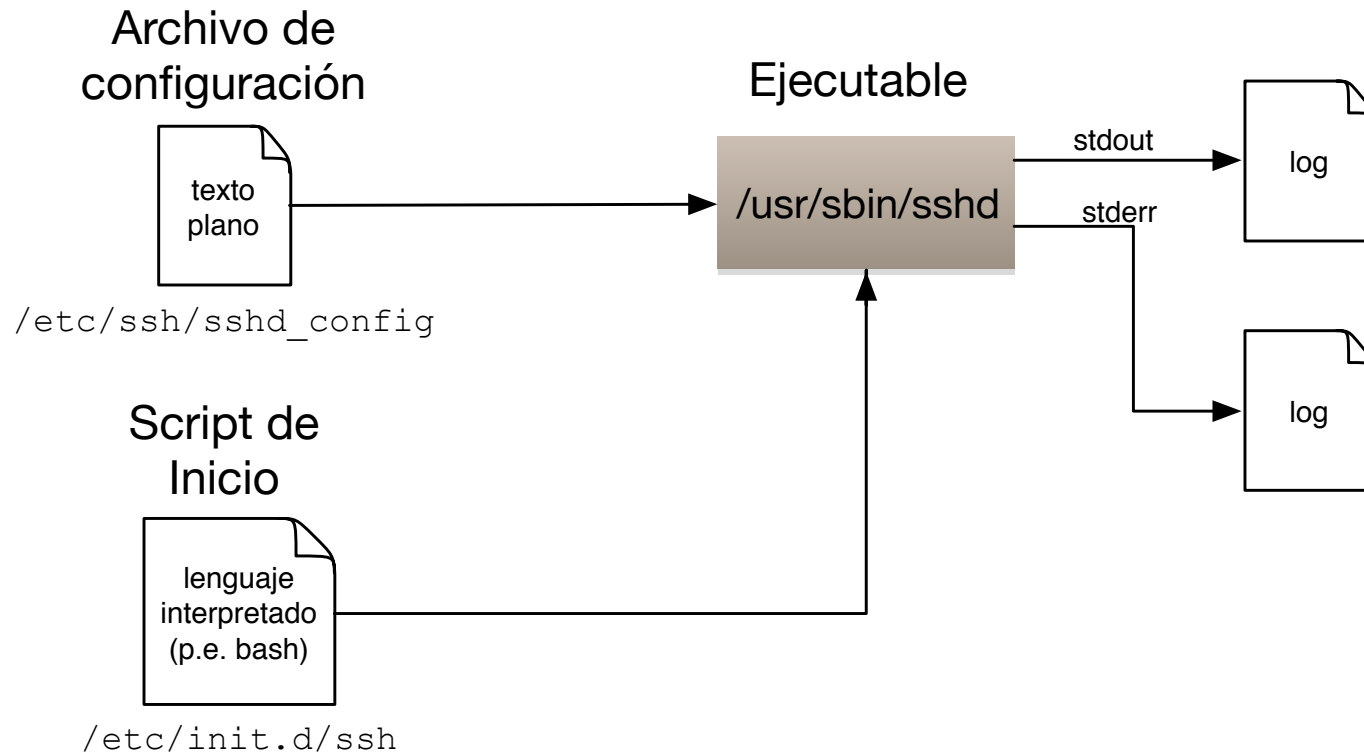 Archivo de
configuración
texto
plano
/etc/ssh/sshd_config
Ejecutable
/usr/sbin/sshd
stdout
stderr
log
log
Script de
Inicio
lenguaje
interpretado
(p.e. bash)
/etc/init.d/ssh